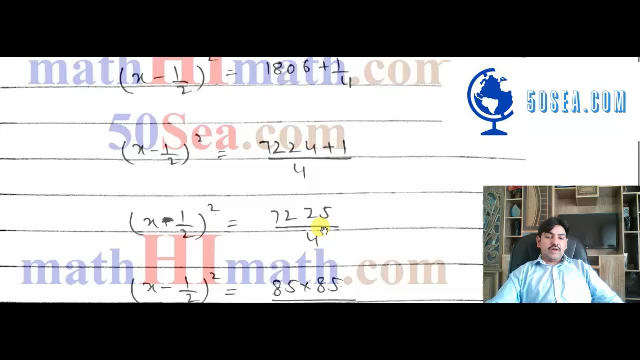 (x - 1/2)² = 1806 + 1/4
50SEA.COM
(x - 1/2)² = 7224 + 1 / 4
(x - 1/2)² = 7225 / 4
(x - 1/2)² = 85 × 85
mathHImath.com
50Sea.com
mathHImath.com